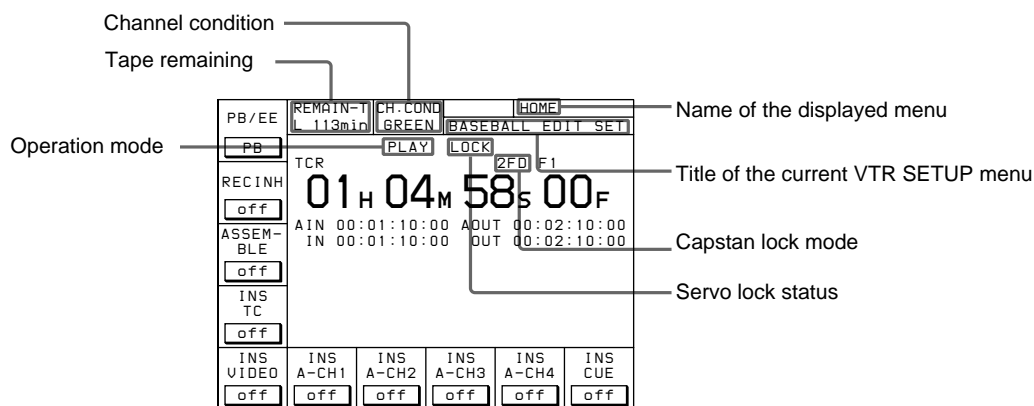 Channel condition
Tape remaining
Operation mode
PB/EE
PB
REMAIN-T
L 113min
CH.COND
GREEN
HOME
BASEBALL EDIT SET
Name of the displayed menu
Title of the current VTR SETUP menu
PLAY
LOCK
2FD
F1
TCR
01H 04M 58S 00F
AIN 00:01:10:00 AOUT 00:02:10:00
IN 00:01:10:00 OUT 00:02:10:00
Capstan lock mode
Servo lock status
RECINH
off
ASSEM-
BLE
off
INS
TC
off
INS
VIDEO
off
INS
A-CH1
off
INS
A-CH2
off
INS
A-CH3
off
INS
A-CH4
off
INS
CUE
off